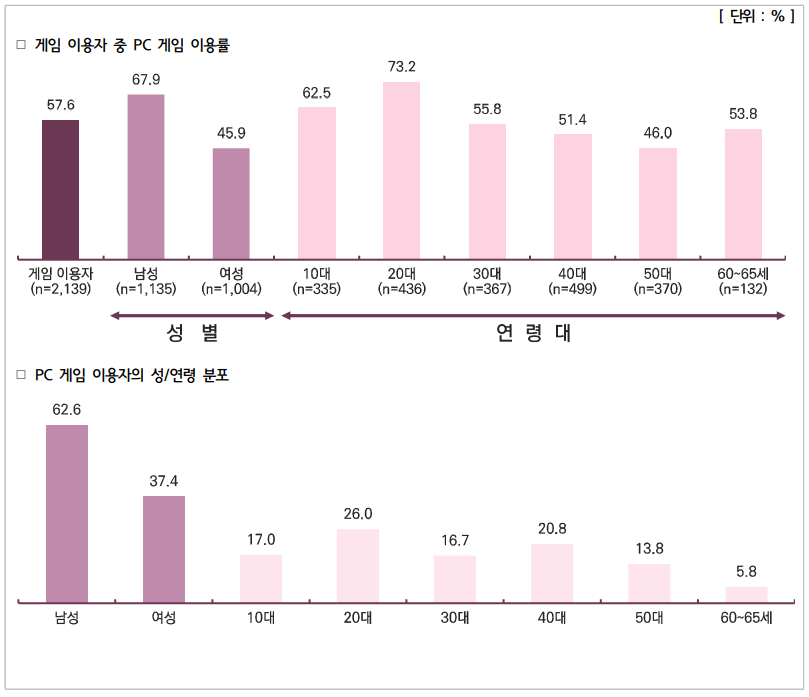 [ 단위 : % ]
□ 게임 이용자 중 PC 게임 이용률
57.6 67.9 45.9 62.5 73.2 55.8 51.4 46.0 53.8
게임 이용자 남성 여성 10대 20대 30대 40대 50대 60~65세
(n=2,139) (n=1,135) (n=1,004) (n=335) (n=436) (n=367) (n=499) (n=370) (n=132)
성 별 연 령 대
□ PC 게임 이용자의 성/연령 분포
62.6 37.4 17.0 26.0 16.7 20.8 13.8 5.8
남성 여성 10대 20대 30대 40대 50대 60~65세